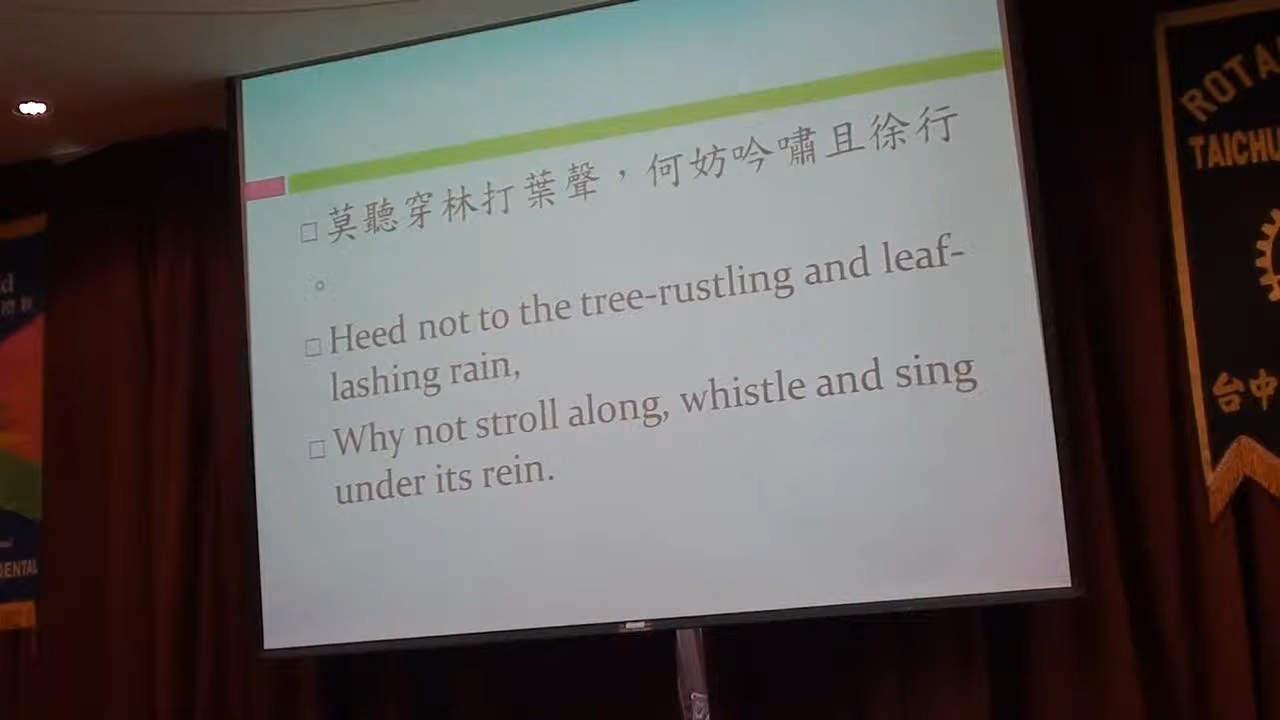 莫聽穿林打葉聲，何妨吟嘯且徐行
。
Heed not to the tree-rustling and leaf-
lashing rain,
Why not stroll along, whistle and sing
under its rein.
ROTA
TAICHU
台中
DENTAL